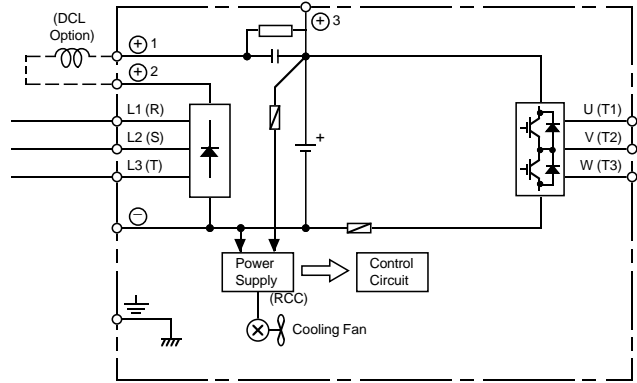 (DCL
Option)
+ 1
+ 2
+ 3
L1 (R)
L2 (S)
L3 (T)
−
+
U (T1)
V (T2)
W (T3)
Power
Supply
(RCC)
Control
Circuit
Cooling Fan